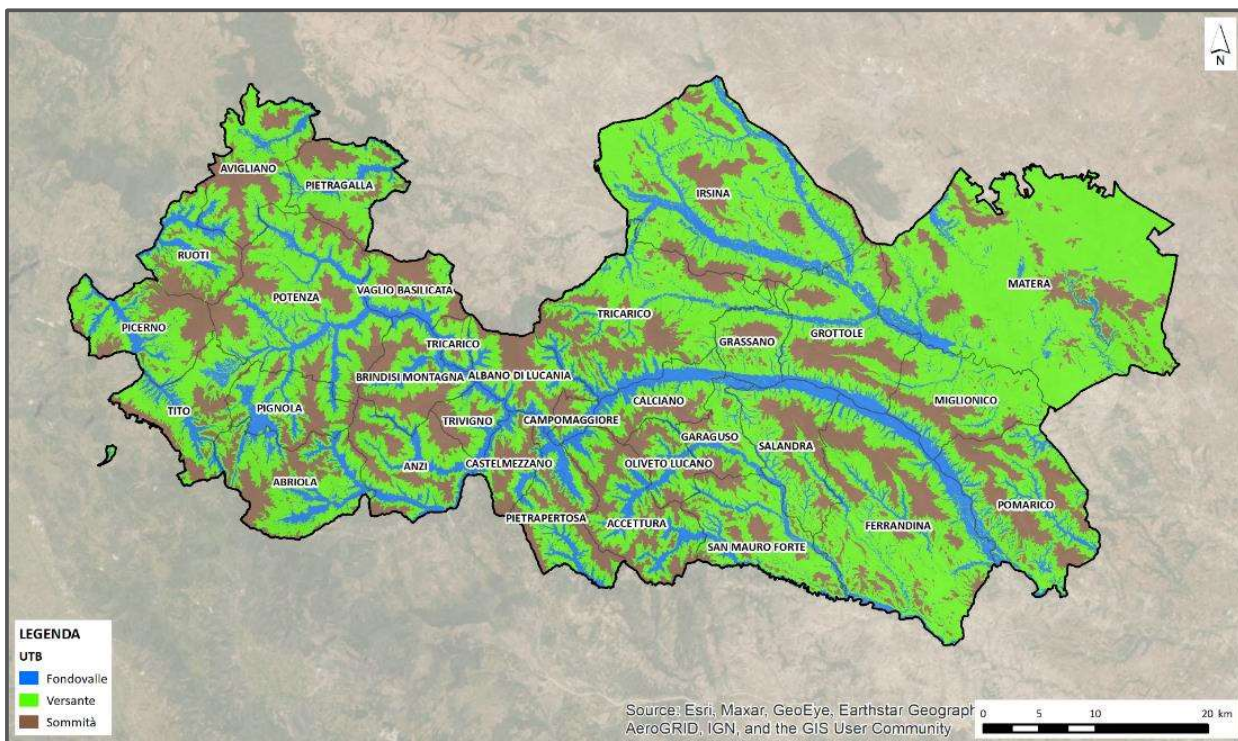 N
AVIGLIANO
PIETRAGALLA
IRSINA
RUOTI
MATERA
POTENZA
VAGLIO BASILICATA
PICERNO
TRICARICO
TRICARICO
GROTTOLE
GRASSANO
BRINDISI MONTAGNA
ALBANO DI LUCANIA
CALCIANO
MIGLIONICO
TITO
PIGNOLA
TRIVIGNO
CAMPOMAGGIORE
GARAGUSO
SALANDRA
ANZI
CASTELMEZZANO
OLIVETO LUCANO
ABRIOLA
POMARICO
PIETRAPERTOSA
ACCETTURA
FERRANDINA
SAN MAURO FORTE
LEGENDA
UTB
Fondovalle
Versante
Sommità
Source: Esri, Maxar, GeoEye, Earthstar Geograph
AeroGRID, IGN, and the GIS User Community
0 5 10 20 km